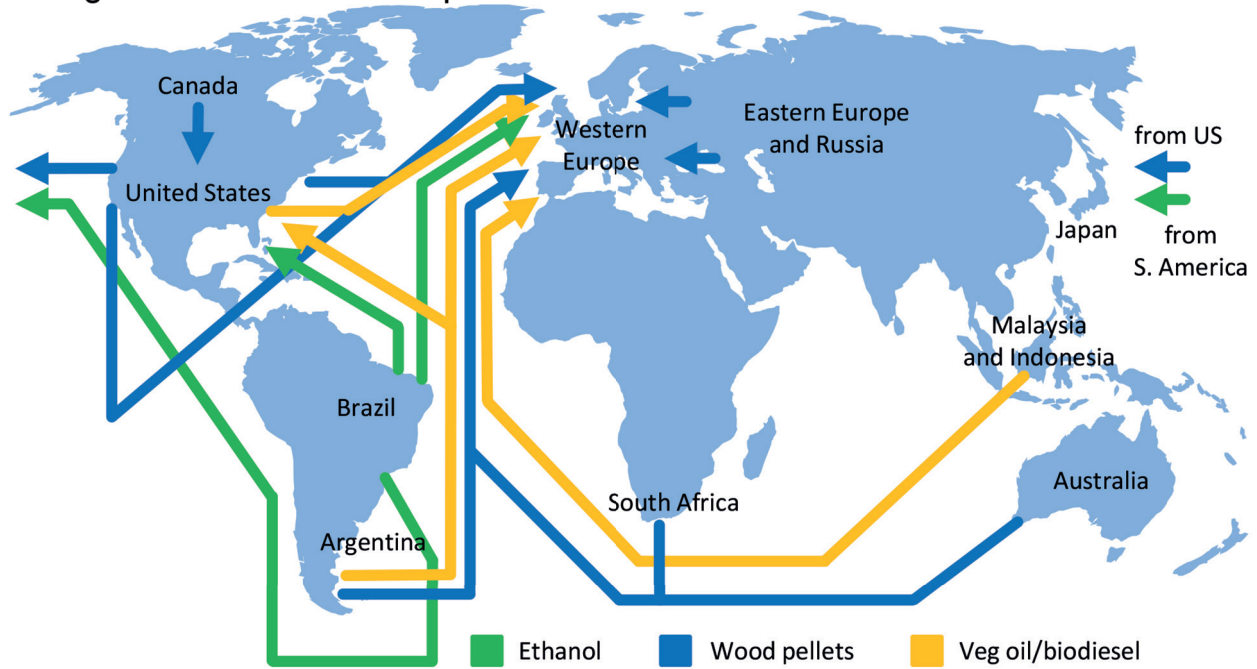 Canada
United States
Western
Europe
Eastern Europe
and Russia
from US
Japan
from
S. America
Malaysia
and Indonesia
Brazil
Argentina
South Africa
Australia
Ethanol
Wood pellets
Veg oil/biodiesel